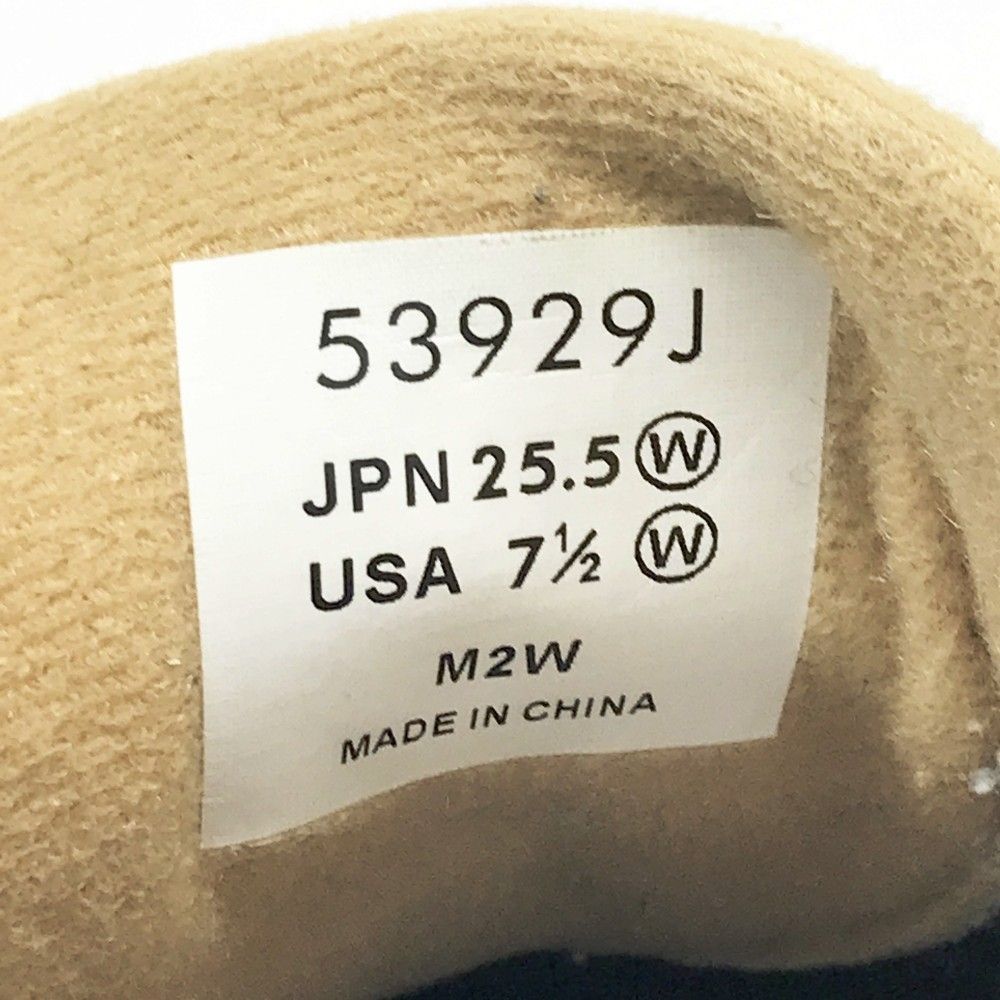 53929J
JPN 25.5 Ⓦ
USA 7½ Ⓦ
M2W
MADE IN CHINA